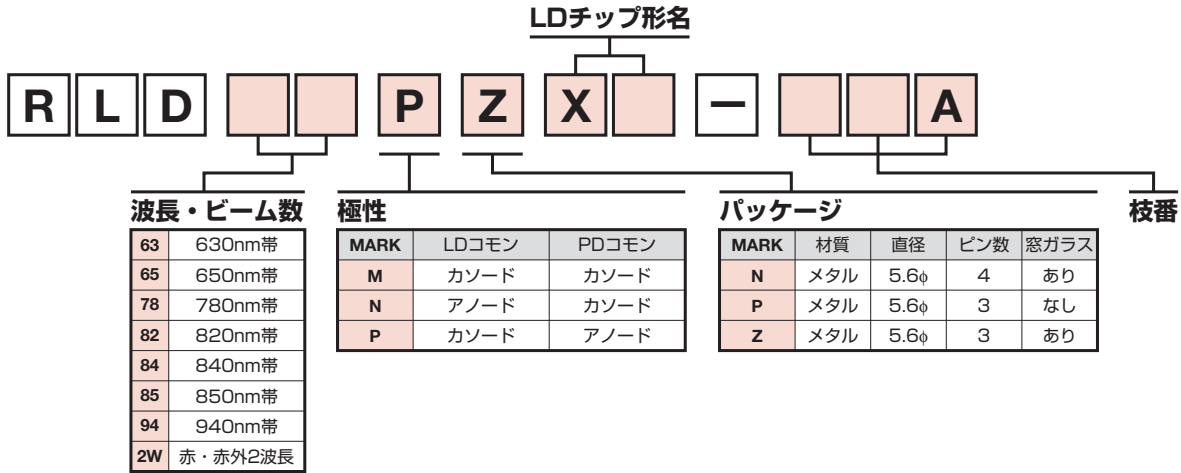 LDチップ形名
R L D P Z X ー A
波長・ビーム数
63 630nm帯
65 650nm帯
78 780nm帯
82 820nm帯
84 840nm帯
85 850nm帯
94 940nm帯
2W 赤・赤外2波長
極性
MARK LDコモン PDコモン
M カソード カソード
N アノード カソード
P カソード アノード
パッケージ
MARK 材質 直径 ピン数 窓ガラス
N メタル 5.6φ 4 あり
P メタル 5.6φ 3 なし
Z メタル 5.6φ 3 あり
枝番